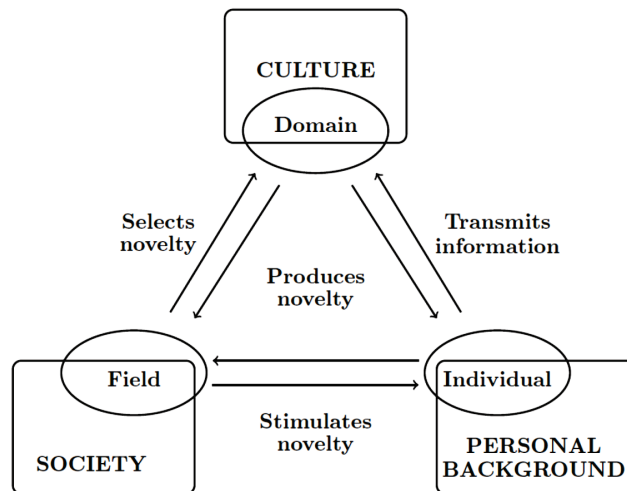 CULTURE
Domain
Selects
novelty
Transmits
information
Produces
novelty
Field
Individual
Stimulates
novelty
SOCIETY
PERSONAL
BACKGROUND